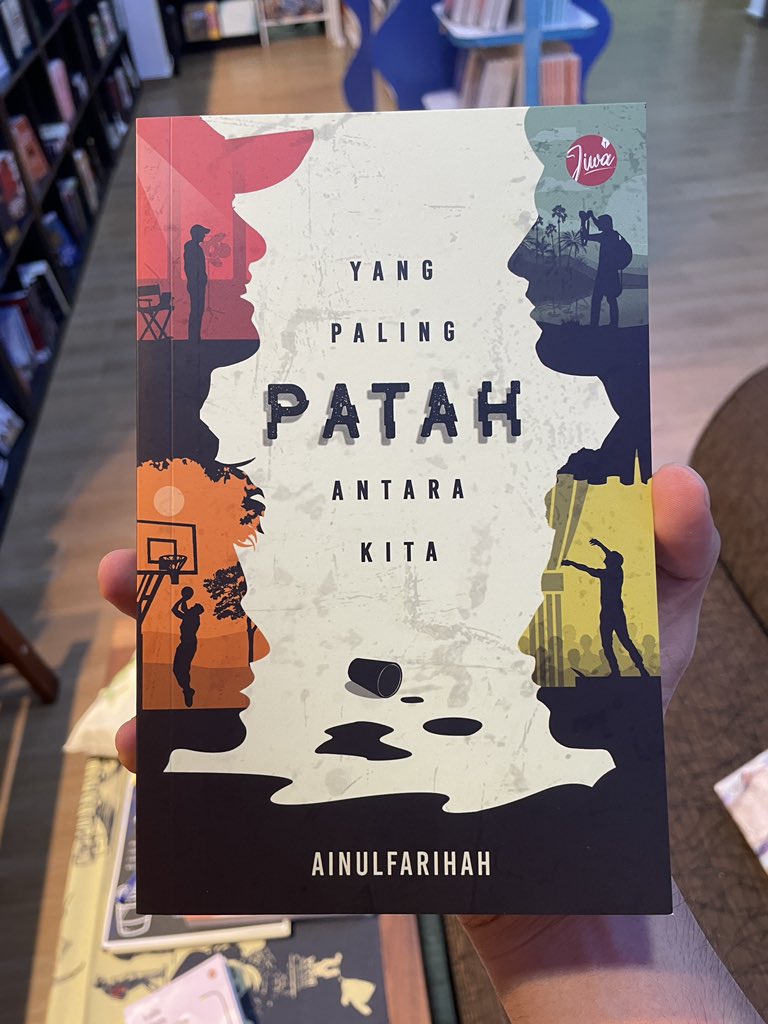 Jiwa
YANG
PALING
PATAH
ANTARA
KITA
AINULFARIHAH